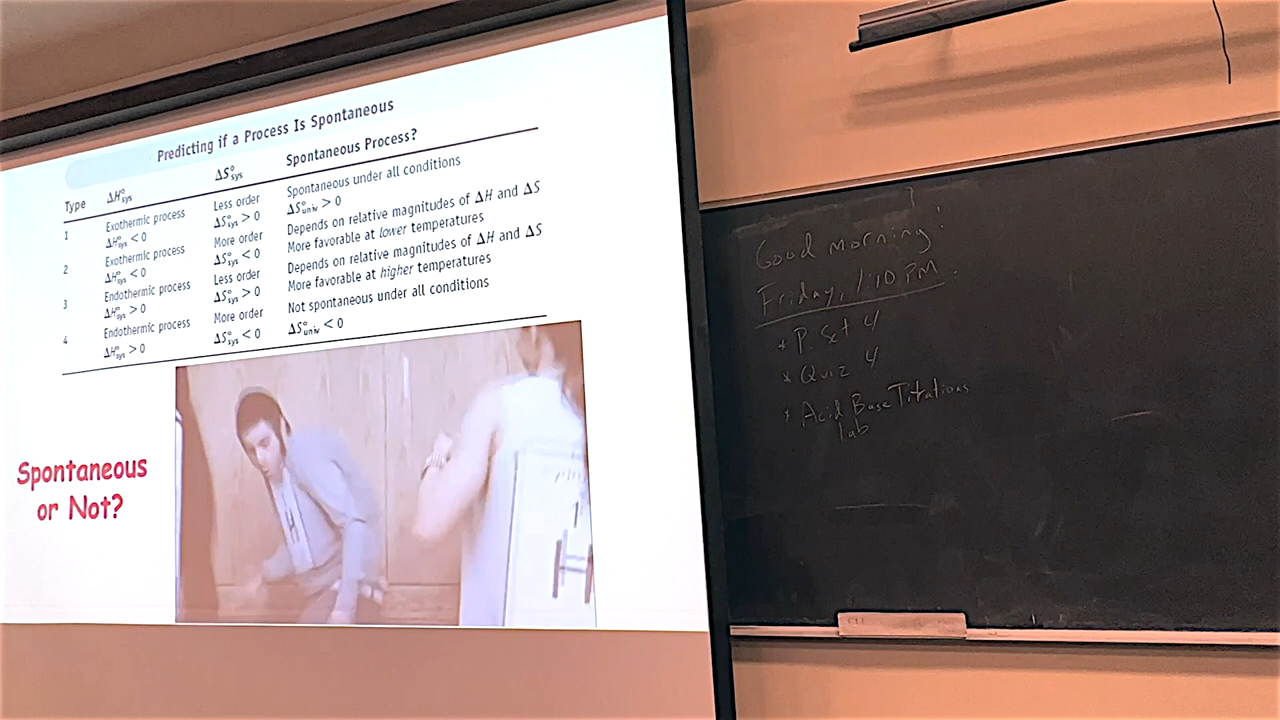 Predicting if a Process Is Spontaneous
Type ΔH°sys ΔS°sys Spontaneous Process?
1 Exothermic process Less order Spontaneous under all conditions
ΔH°sys < 0 ΔS°sys > 0 ΔS°univ > 0
2 Exothermic process More order Depends on relative magnitudes of ΔH and ΔS
ΔH°sys < 0 ΔS°sys < 0 More favorable at lower temperatures
3 Endothermic process Less order Depends on relative magnitudes of ΔH and ΔS
ΔH°sys > 0 ΔS°sys > 0 More favorable at higher temperatures
4 Endothermic process More order Not spontaneous under all conditions
ΔH°sys > 0 ΔS°sys < 0 ΔS°univ < 0
Spontaneous
or Not?
H
H
Good morning!
Friday, 1:10 PM.
* P. Set 4
* Quiz 4
* Acid Base Titrations
lab